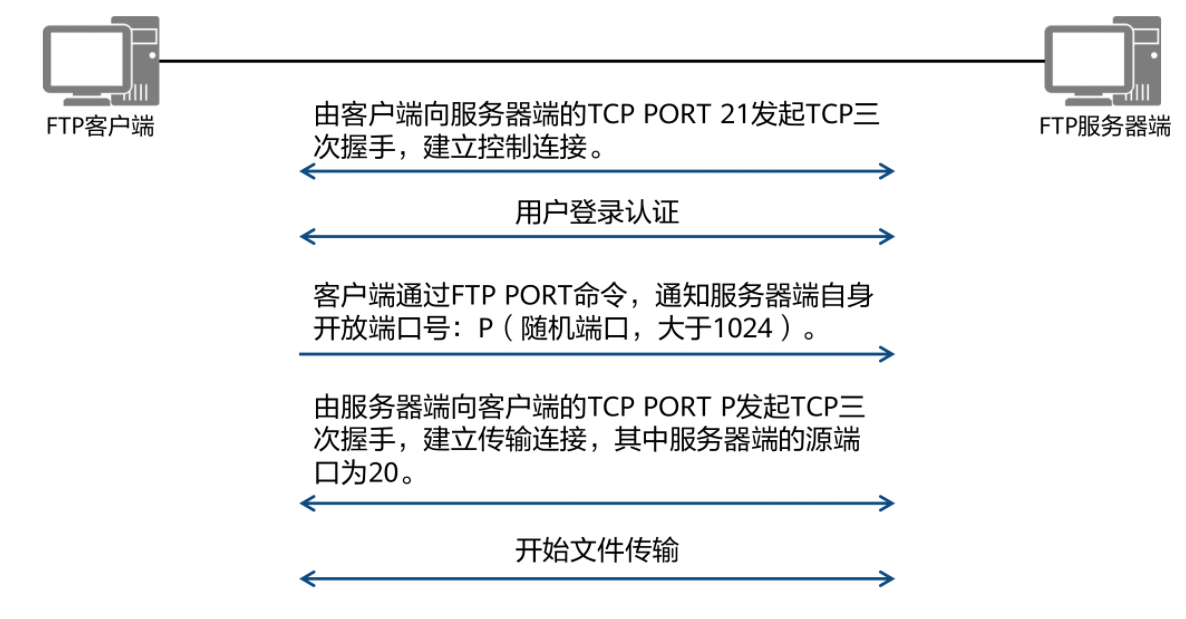 FTP客户端
FTP服务器端
由客户端向服务器端的TCP PORT 21发起TCP三
次握手，建立控制连接。
用户登录认证
客户端通过FTP PORT命令，通知服务器端自身
开放端口号：P（随机端口，大于1024）。
由服务器端向客户端的TCP PORT P发起TCP三
次握手，建立传输连接，其中服务器端的源端
口为20。
开始文件传输